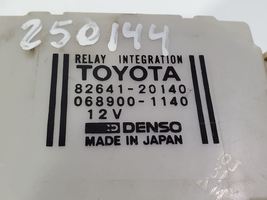 250144
RELAY INTEGRATION
TOYOTA
82641-20140
068900-1140
12V
DENSO
MADE IN JAPAN